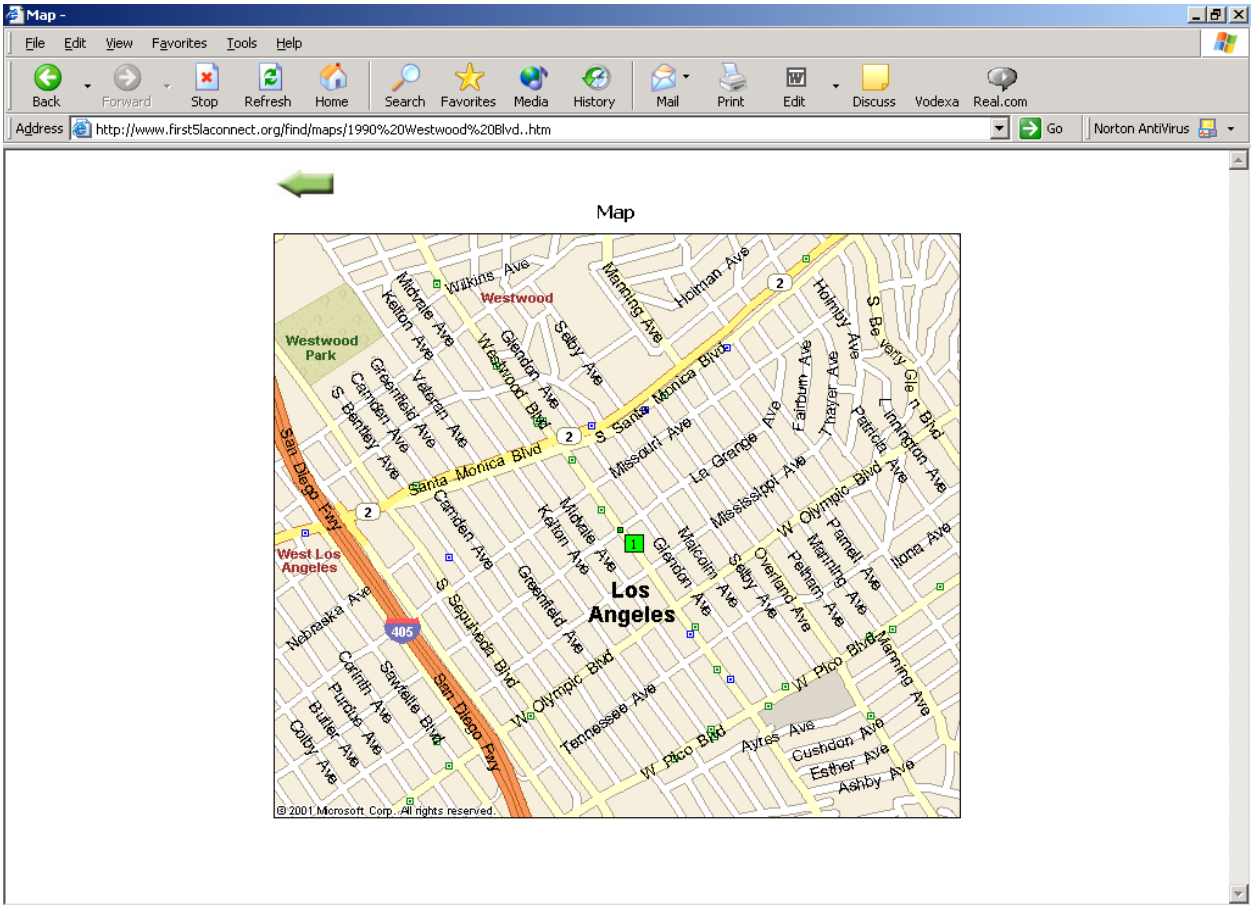 Map -
File Edit View Favorites Tools Help
Back Forward Stop Refresh Home Search Favorites Media History Mail Print Edit Discuss Vodexa Real.com
Address http://www.first5laconnect.org/find/maps/1990%20Westwood%20Blvd..htm Go Norton AntiVirus
Map
Wilkins Ave
Manning Ave
Holman Ave
2
Midvale Ave
Kelton Ave
Westwood
Holmby Ave
S Beverly Glen Blvd
Westwood Park
Westwood Blvd
Glendon Ave
Selby Ave
S Santa Monica Blvd
Greenfield Ave
Veteran Ave
Camden Ave
S Bentley Ave
Fairburn Ave
Thayer Ave
Patricia Ave
Linnington Ave
2
Missouri Ave
La Grange Ave
Mississippi Ave
San Diego Fwy
Santa Monica Blvd
2
W Olympic Blvd
Camden Ave
Kelton Ave
Midvale Ave
1
Glendon Ave
Malcolm Ave
Selby Ave
Overland Ave
Pelham Ave
Manning Ave
Parnell Ave
Ilona Ave
West Los Angeles
Los Angeles
Greenfield Ave
S Sepulveda Blvd
Nebraska Ave
405
W Pico Blvd
Manning Ave
Corinth Ave
Purdue Ave
Butler Ave
Colby Ave
Sawtelle Blvd
San Diego Fwy
W Olympic Blvd
Tennessee Ave
W Pico Blvd
Ayres Ave
Cushdon Ave
Esther Ave
Ashby Ave
© 2001 Microsoft Corp. All rights reserved.